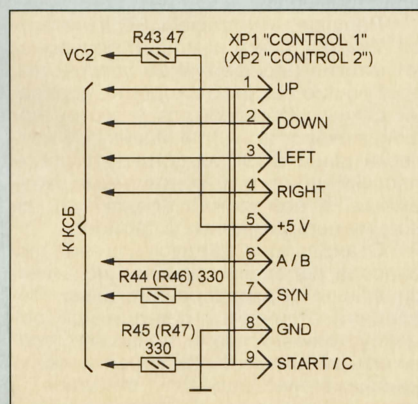 R43 47
VC2
XP1 "CONTROL 1"
(XP2 "CONTROL 2")
1 UP
2 DOWN
3 LEFT
4 RIGHT
5 +5 V
6 A / B
К КСБ
R44 (R46) 330
7 SYN
8 GND
R45 (R47)
330
9 START / C